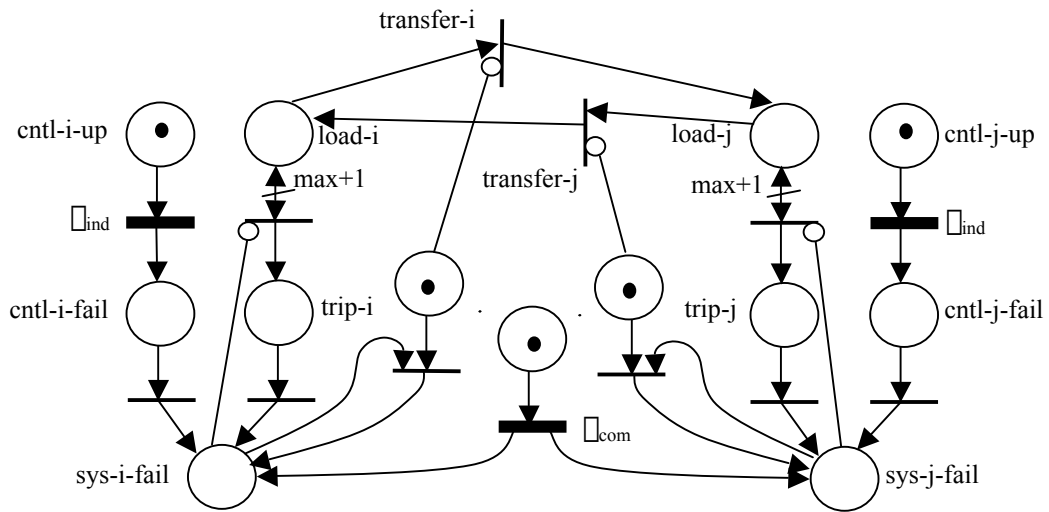 transfer-i
cntl-i-up
load-i
load-j
cntl-j-up
max+1
transfer-j
max+1
▯ind
▯ind
cntl-i-fail
trip-i
trip-j
cntl-j-fail
▯com
sys-i-fail
sys-j-fail